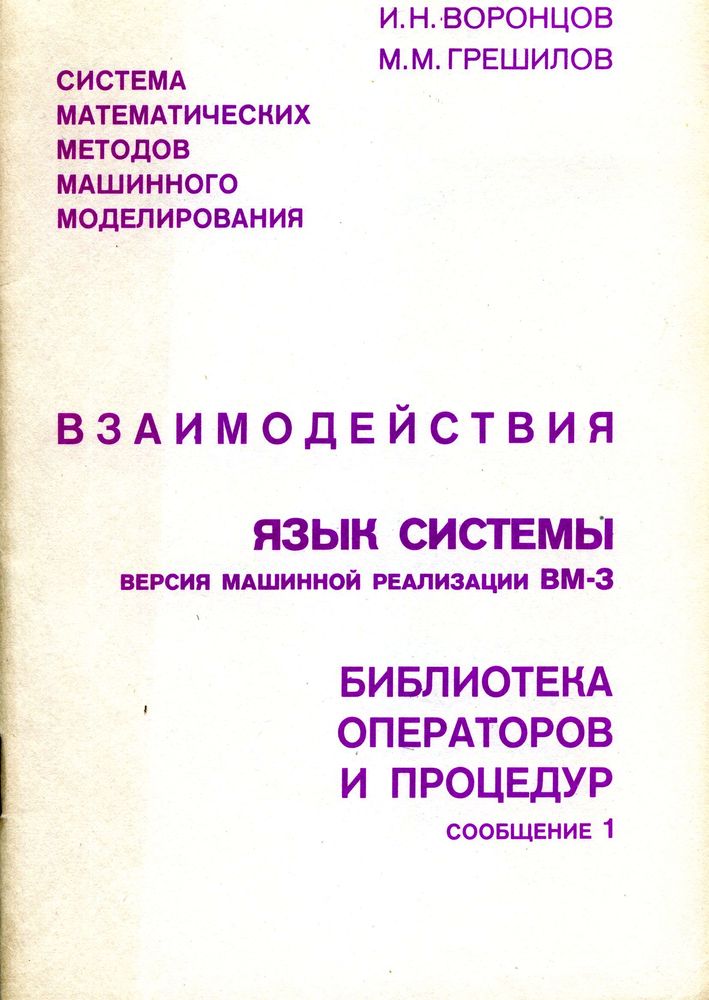 И.Н. ВОРОНЦОВ
М.М. ГРЕШИЛОВ
СИСТЕМА
МАТЕМАТИЧЕСКИХ
МЕТОДОВ
МАШИННОГО
МОДЕЛИРОВАНИЯ
ВЗАИМОДЕЙСТВИЯ
ЯЗЫК СИСТЕМЫ
ВЕРСИЯ МАШИННОЙ РЕАЛИЗАЦИИ ВМ-3
БИБЛИОТЕКА
ОПЕРАТОРОВ
И ПРОЦЕДУР
СООБЩЕНИЕ 1